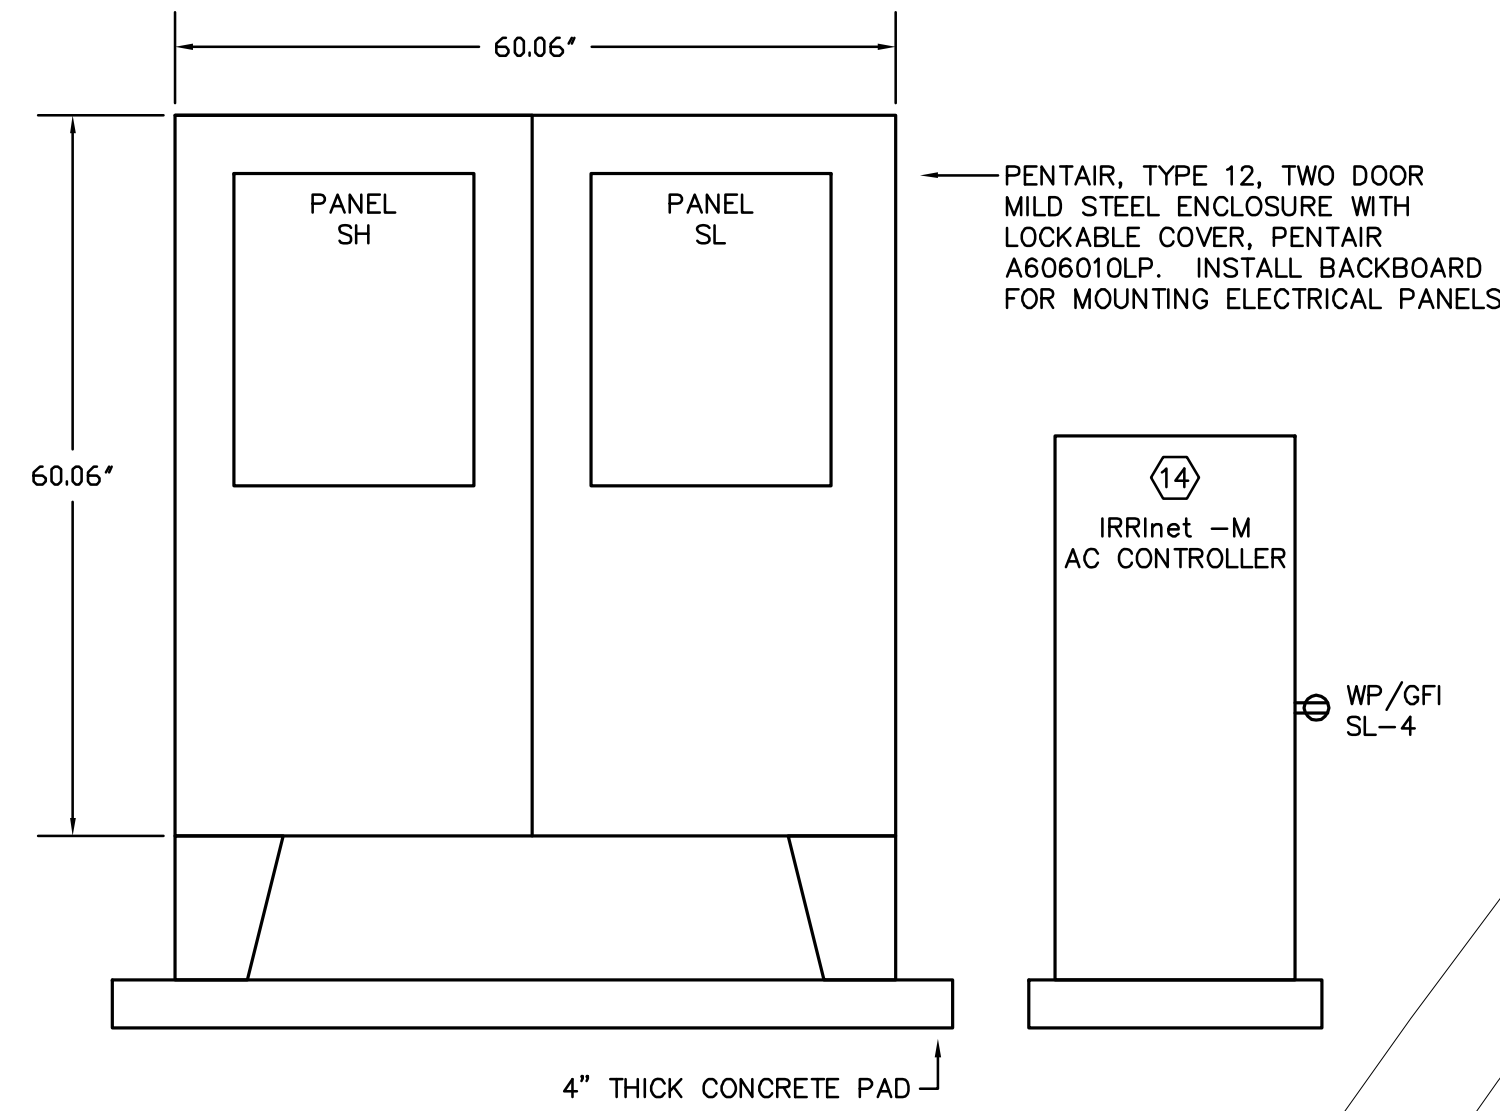 60.06"
PANEL
SH
PANEL
SL
PENTAIR, TYPE 12, TWO DOOR
MILD STEEL ENCLOSURE WITH
LOCKABLE COVER, PENTAIR
A606010LP. INSTALL BACKBOARD
FOR MOUNTING ELECTRICAL PANELS
60.06"
14
IRRInet -M
AC CONTROLLER
WP/GFI
SL-4
4" THICK CONCRETE PAD